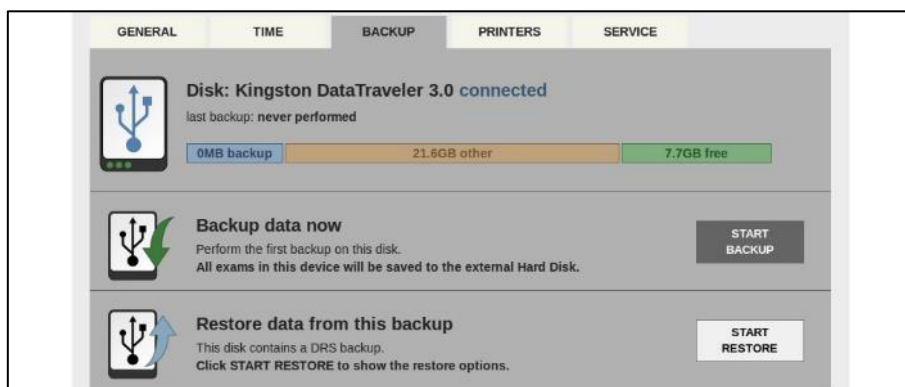 GENERAL TIME BACKUP PRINTERS SERVICE
Disk: Kingston DataTraveler 3.0 connected
last backup: never performed
0MB backup 21.6GB other 7.7GB free
Backup data now
Perform the first backup on this disk.
All exams in this device will be saved to the external Hard Disk.
START
BACKUP
Restore data from this backup
This disk contains a DRS backup.
Click START RESTORE to show the restore options.
START
RESTORE